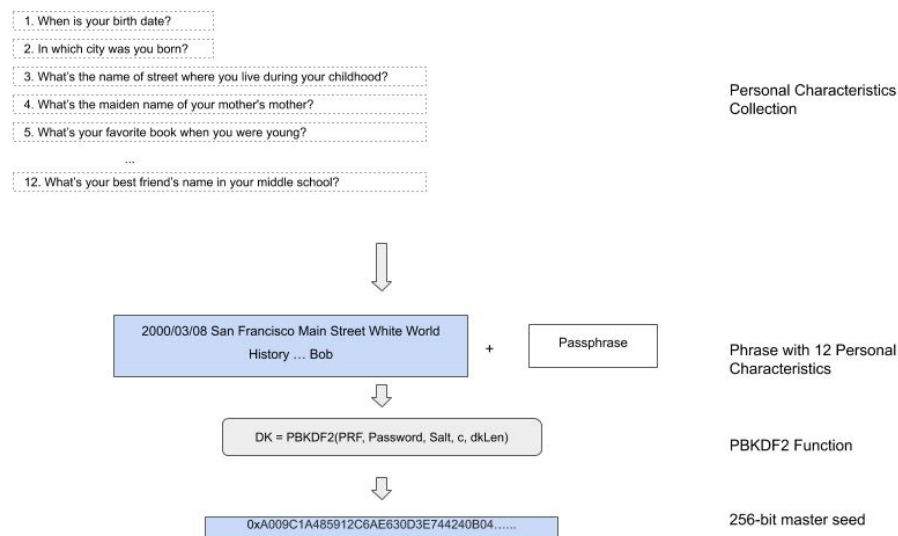 1. When is your birth date?
2. In which city was you born?
3. What's the name of street where you live during your childhood?
4. What's the maiden name of your mother's mother?
5. What's your favorite book when you were young?
...
12. What's your best friend's name in your middle school?
Personal Characteristics
Collection
2000/03/08 San Francisco Main Street White World
History … Bob
+
Passphrase
Phrase with 12 Personal
Characteristics
DK = PBKDF2(PRF, Password, Salt, c, dkLen)
PBKDF2 Function
0xA009C1A485912C6AE630D3E744240B04…...
256-bit master seed